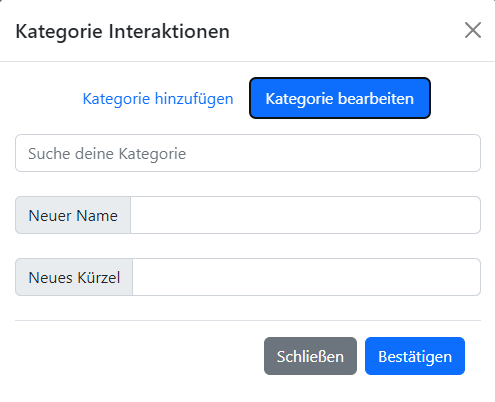 Kategorie Interaktionen
Kategorie hinzufügen Kategorie bearbeiten
Suche deine Kategorie
Neuer Name
Neues Kürzel
Schließen Bestätigen